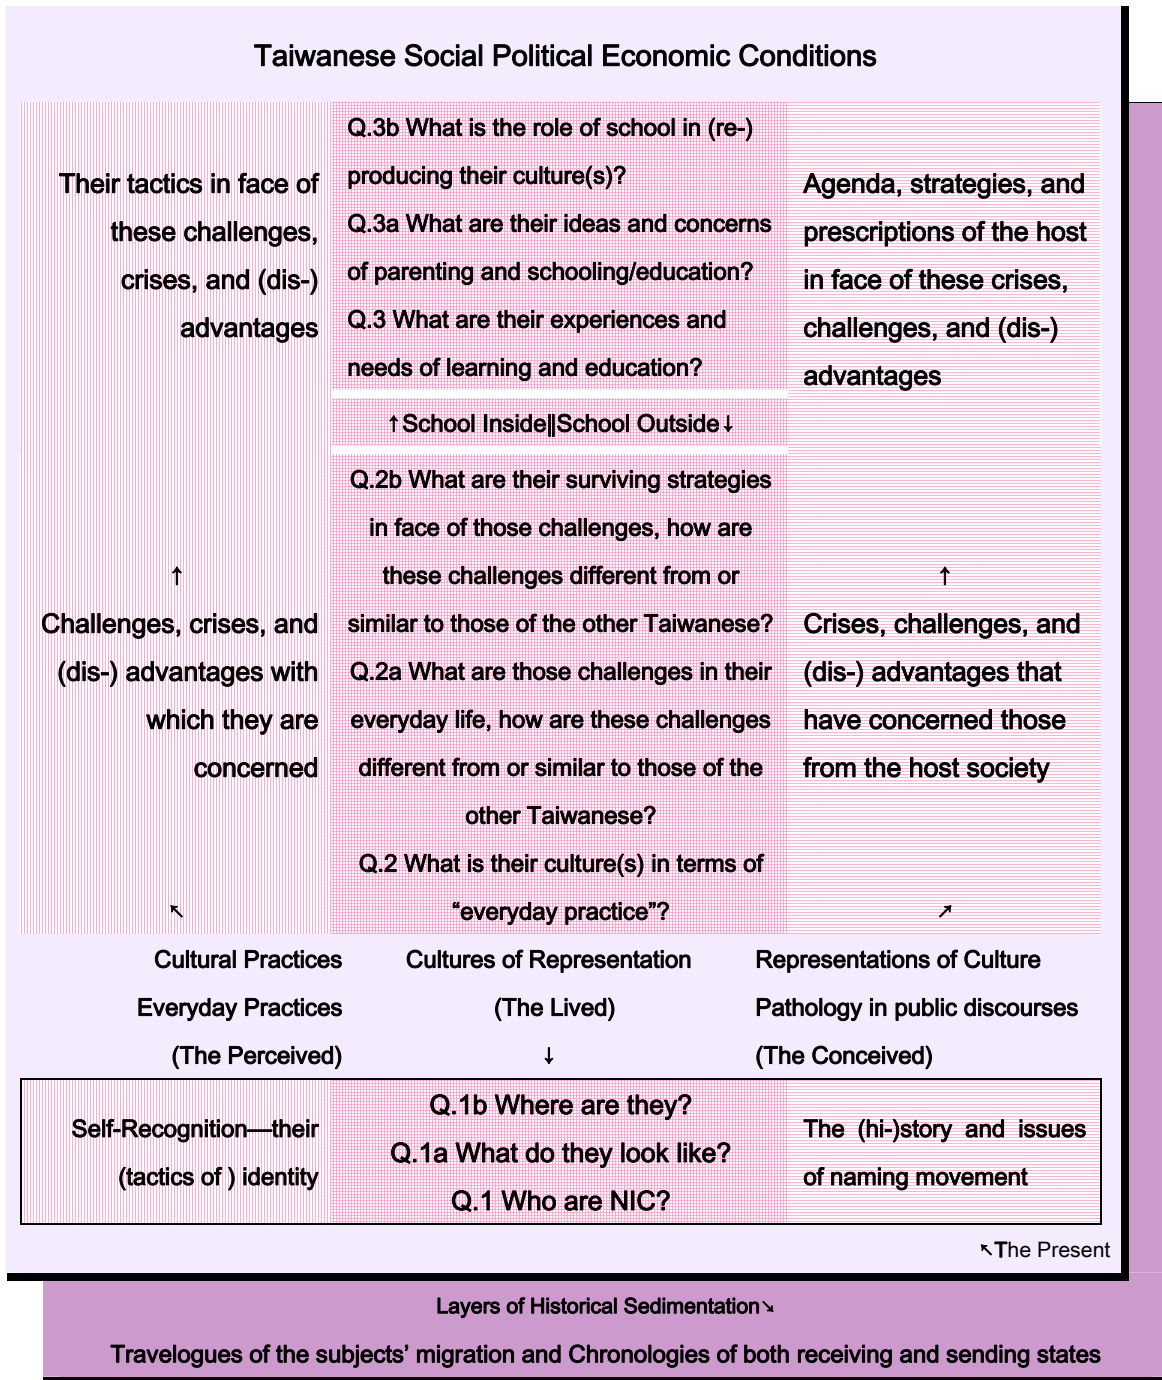 Taiwanese Social Political Economic Conditions
Their tactics in face of
these challenges,
crises, and (dis-)
advantages
↑
Challenges, crises, and
(dis-) advantages with
which they are
concerned
↖
Q.3b What is the role of school in (re-)
producing their culture(s)?
Q.3a What are their ideas and concerns
of parenting and schooling/education?
Q.3 What are their experiences and
needs of learning and education?
↑School Inside‖School Outside↓
Q.2b What are their surviving strategies
in face of those challenges, how are
these challenges different from or
similar to those of the other Taiwanese?
Q.2a What are those challenges in their
everyday life, how are these challenges
different from or similar to those of the
other Taiwanese?
Q.2 What is their culture(s) in terms of
“everyday practice”?
Agenda, strategies, and
prescriptions of the host
in face of these crises,
challenges, and (dis-)
advantages
↑
Crises, challenges, and
(dis-) advantages that
have concerned those
from the host society
↗
Cultural Practices
Everyday Practices
(The Perceived)
Cultures of Representation
(The Lived)
↓
Representations of Culture
Pathology in public discourses
(The Conceived)
Self-Recognition—their
(tactics of ) identity
Q.1b Where are they?
Q.1a What do they look like?
Q.1 Who are NIC?
The (hi-)story and issues
of naming movement
↖The Present
Layers of Historical Sedimentation↘
Travelogues of the subjects’ migration and Chronologies of both receiving and sending states